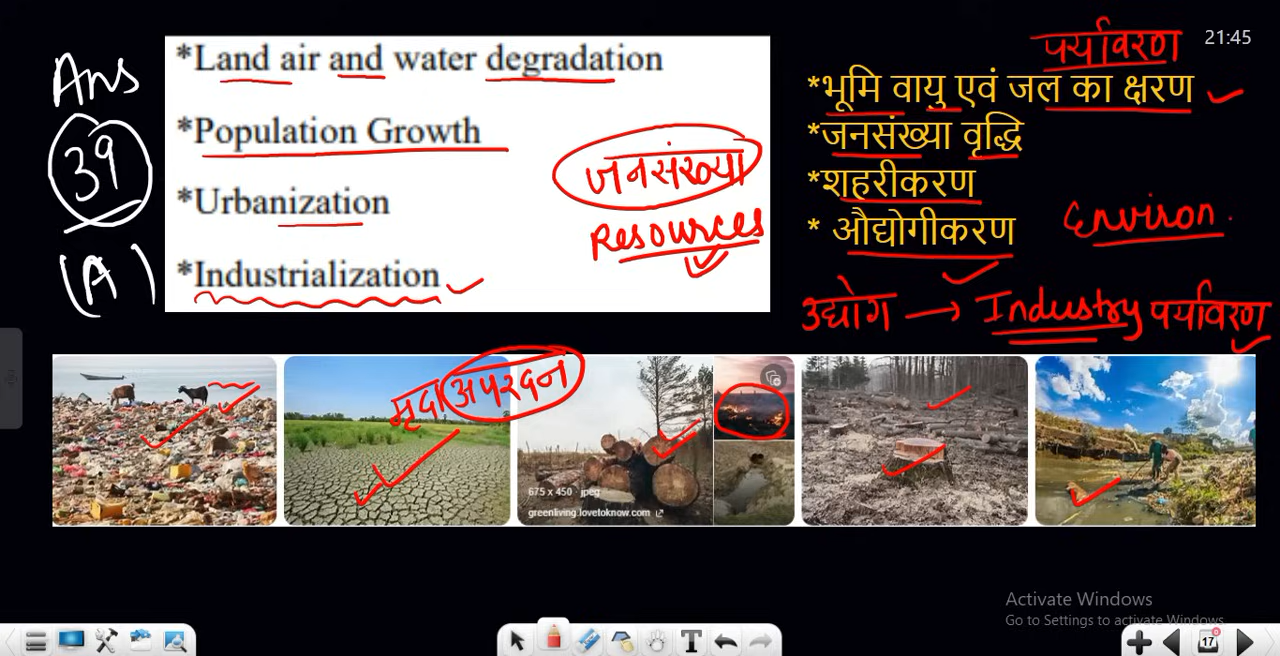 पर्यावरण 21:45
Ans
39
(A)
*Land air and water degradation
*Population Growth
*Urbanization
*Industrialization
जनसंख्या
Resources
*भूमि वायु एवं जल का क्षरण
*जनसंख्या वृद्धि
*शहरीकरण
* औद्योगीकरण
Environ.
उद्योग → Industry पर्यावरण
मृदा अपरदन
675 x 450 · jpeg
greenliving.lovetoknow.com
Activate Windows
Go to Settings to activate Windows.
T
17